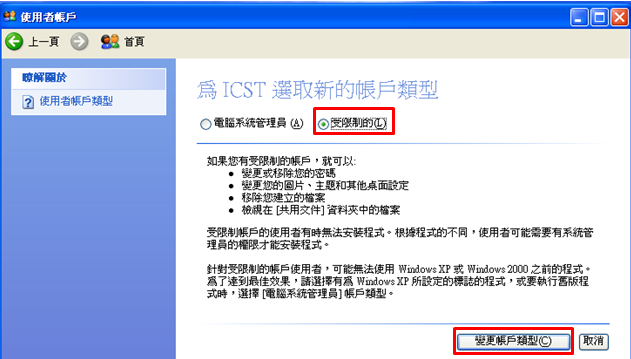 使用者帳戶
上一頁 首頁
瞭解關於
使用者帳戶類型
為 ICST 選取新的帳戶類型
電腦系統管理員 (A) 受限制的(L)
如果您有受限制的帳戶，就可以:
• 變更或移除您的密碼
• 變更您的圖片、主題和其他桌面設定
• 移除您建立的檔案
• 檢視在 [共用文件] 資料夾中的檔案
受限制帳戶的使用者有時無法安裝程式。根據程式的不同，使用者可能需要有系統管
理員的權限才能安裝程式。
針對受限制的帳戶使用者，可能無法使用 Windows XP 或 Windows 2000 之前的程式。
為了達到最佳效果，請選擇有為 Windows XP 所設定的標誌的程式，或要執行舊版程
式時，選擇 [電腦系統管理員] 帳戶類型。
變更帳戶類型(C) 取消